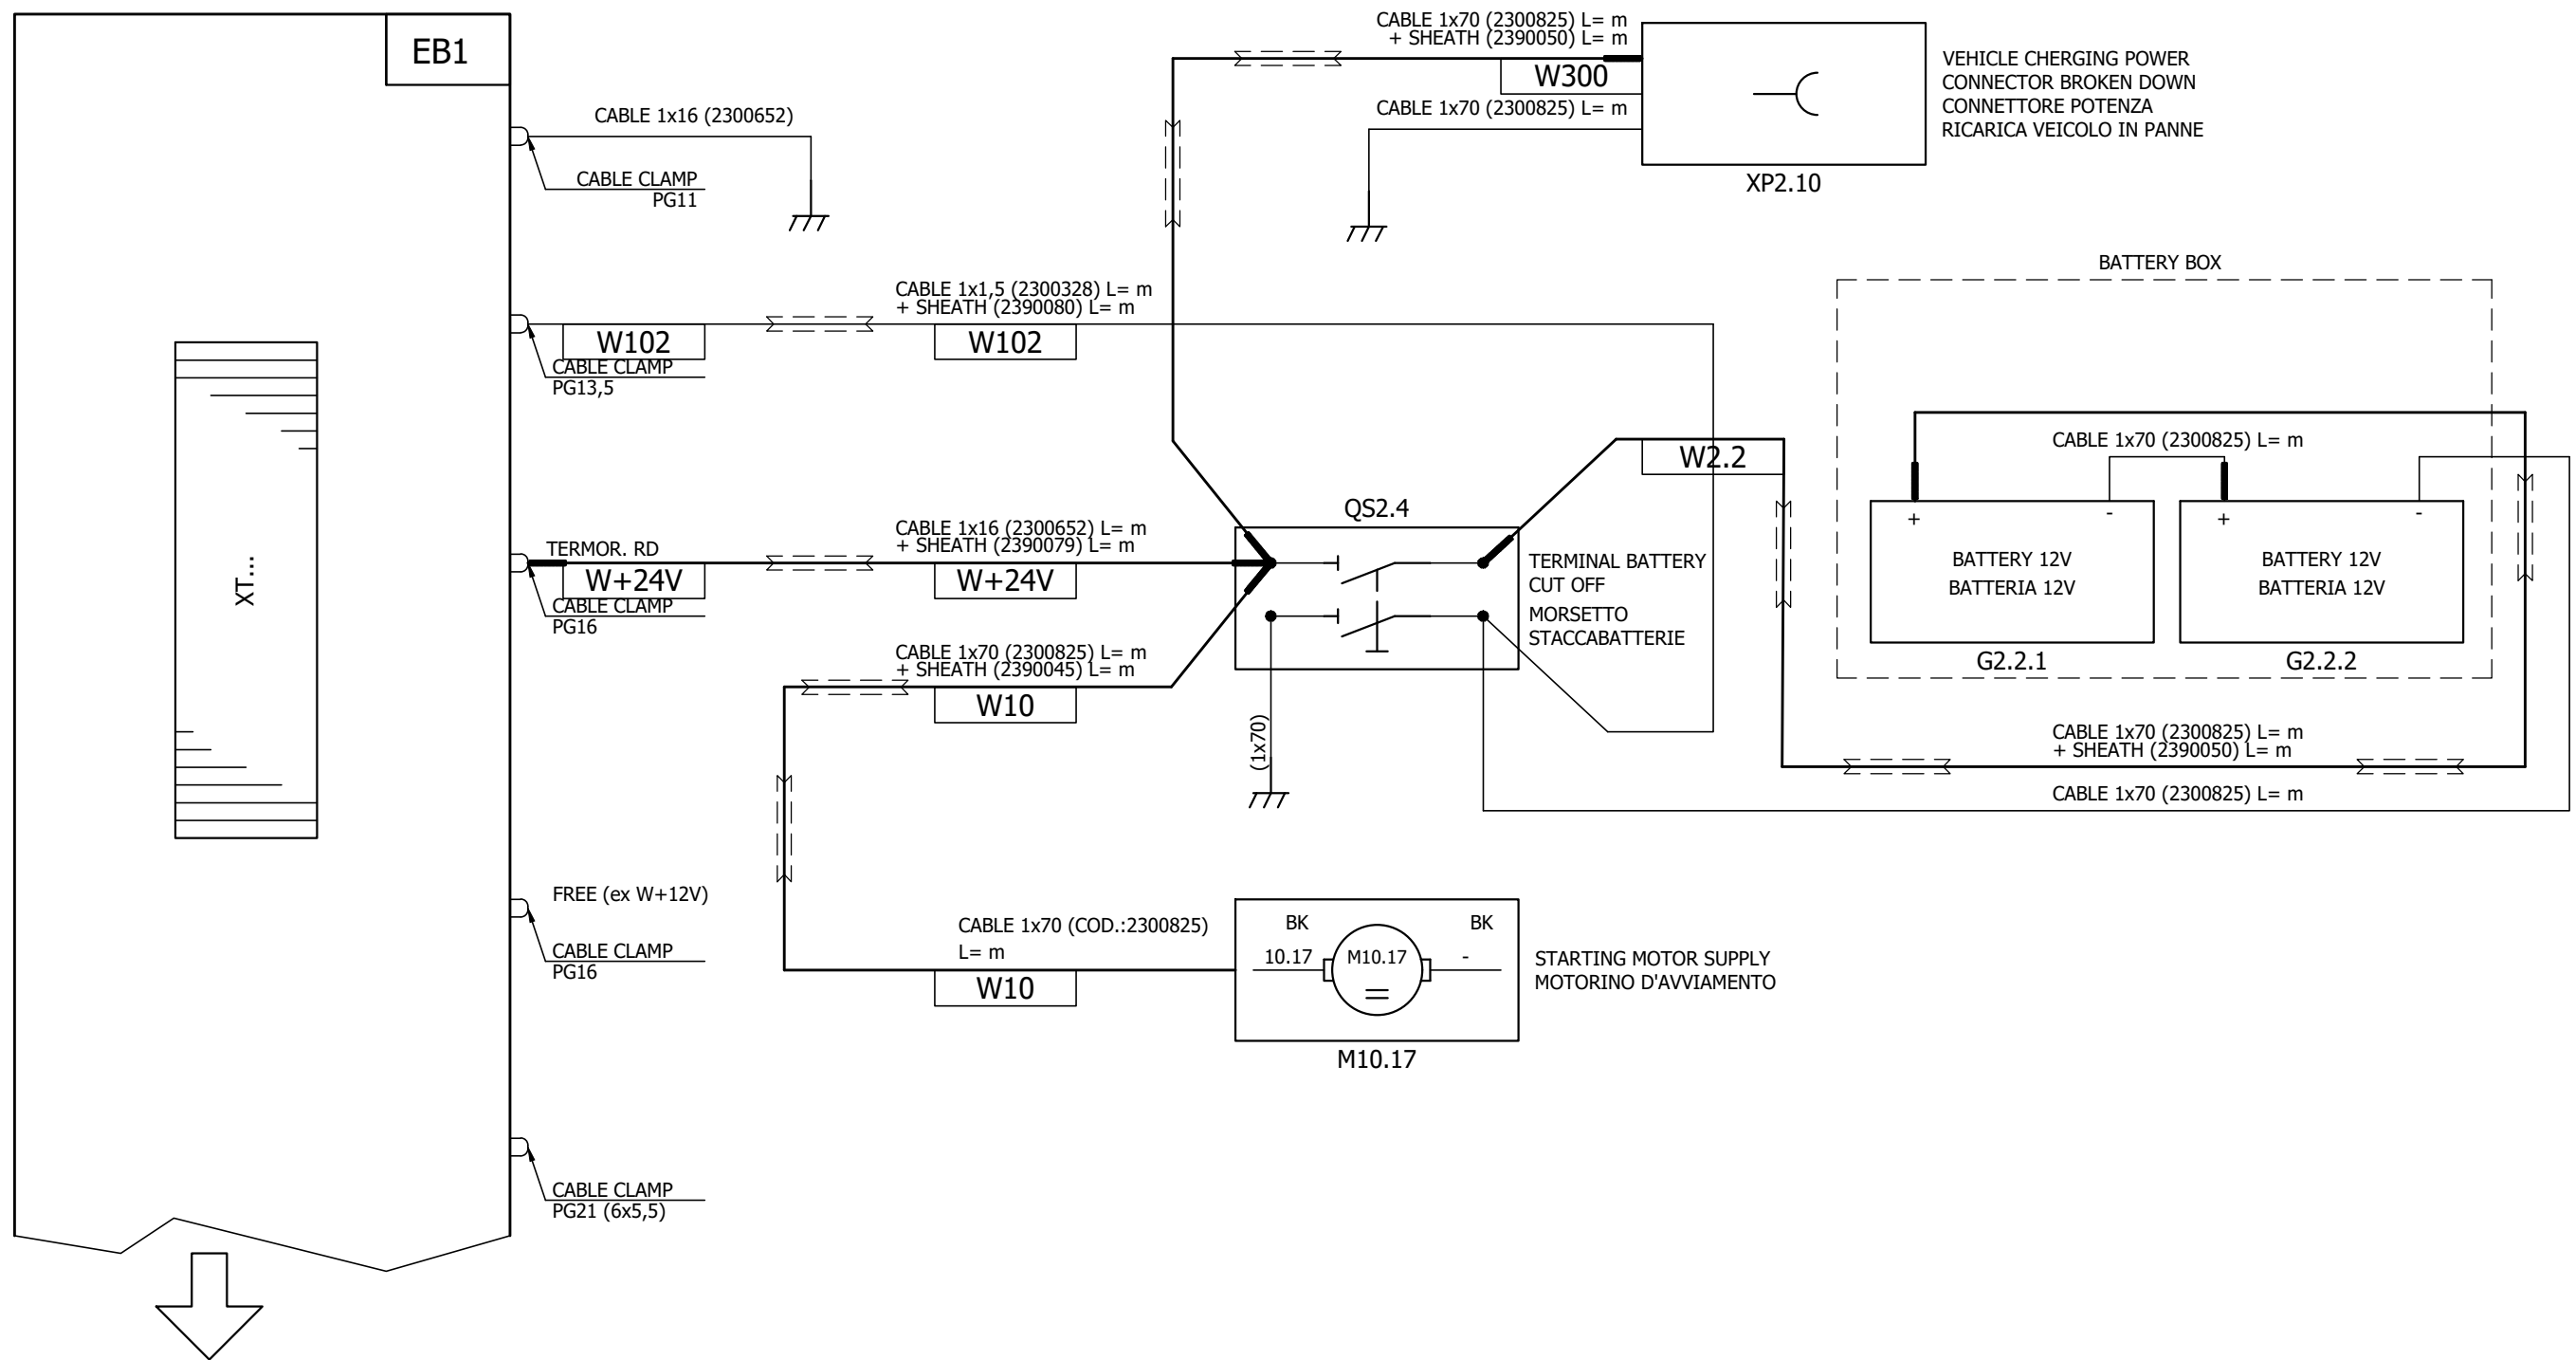 EB1
CABLE 1x16 (2300652)
CABLE CLAMP
PG11
CABLE 1x70 (2300825) L= m
+ SHEATH (2390050) L= m
W300
CABLE 1x70 (2300825) L= m
VEHICLE CHERGING POWER
CONNECTOR BROKEN DOWN
CONNETTORE POTENZA
RICARICA VEICOLO IN PANNE
XP2.10
CABLE 1x1,5 (2300328) L= m
+ SHEATH (2390080) L= m
W102
W102
CABLE CLAMP
PG13,5
BATTERY BOX
W2.2
CABLE 1x70 (2300825) L= m
+
-
+
-
BATTERY 12V
BATTERIA 12V
BATTERY 12V
BATTERIA 12V
G2.2.1
G2.2.2
QS2.4
TERMINAL BATTERY
CUT OFF
MORSETTO
STACCABATTERIE
XT...
TERMOR. RD
CABLE 1x16 (2300652) L= m
+ SHEATH (2390079) L= m
W+24V
W+24V
CABLE CLAMP
PG16
CABLE 1x70 (2300825) L= m
+ SHEATH (2390045) L= m
W10
(1x70)
CABLE 1x70 (2300825) L= m
+ SHEATH (2390050) L= m
CABLE 1x70 (2300825) L= m
FREE (ex W+12V)
CABLE CLAMP
PG16
CABLE 1x70 (COD.:2300825)
L= m
W10
BK
BK
10.17
M10.17
-
STARTING MOTOR SUPPLY
MOTORINO D'AVVIAMENTO
M10.17
CABLE CLAMP
PG21 (6x5,5)